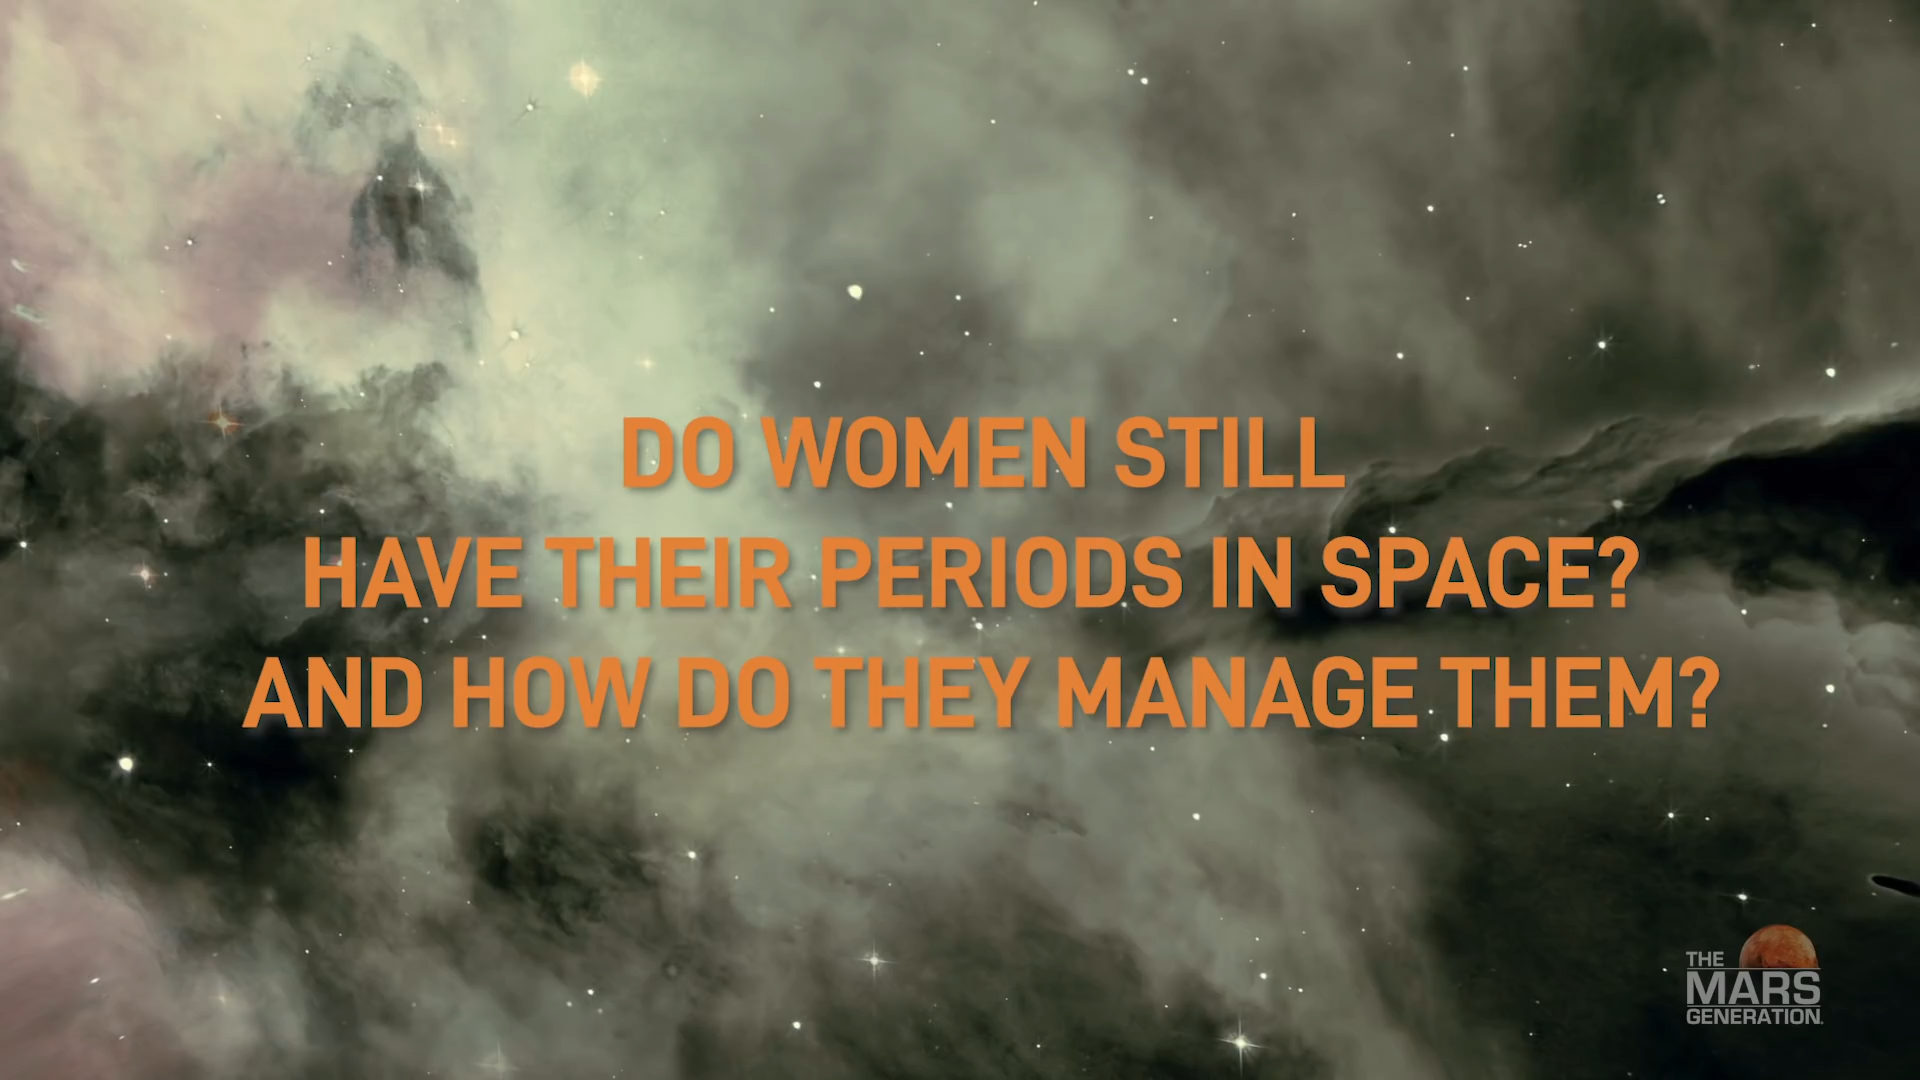 DO WOMEN STILL
HAVE THEIR PERIODS IN SPACE?
AND HOW DO THEY MANAGE THEM?
THE
MARS
GENERATION